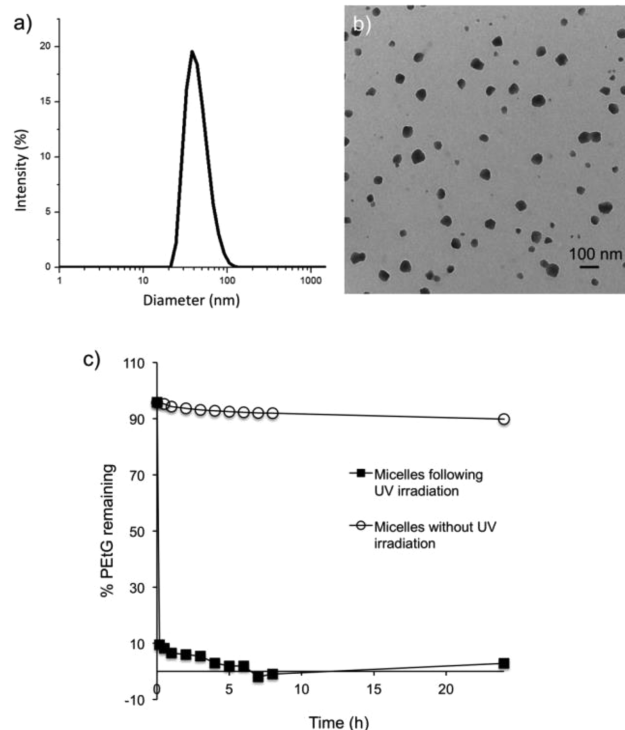 a)
20
15
10
5
0
Intensity (%)
1
10
100
1000
Diameter (nm)
b)
100 nm
c)
110
90
70
50
30
10
-10
% PEtG remaining
Micelles following
UV irradiation
Micelles without UV
irradiation
0
5
10
15
20
Time (h)